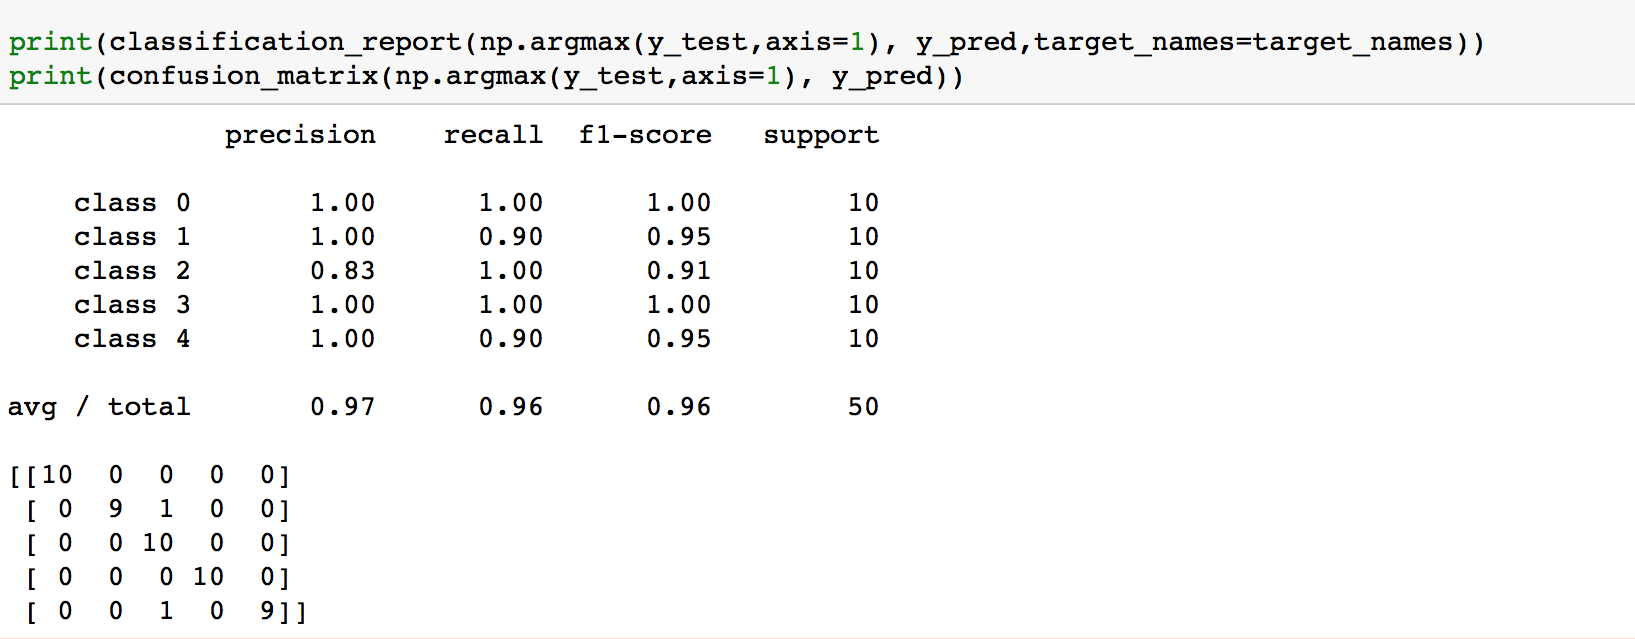 print(classification_report(np.argmax(y_test,axis=1), y_pred,target_names=target_names))
print(confusion_matrix(np.argmax(y_test,axis=1), y_pred))
precision recall f1-score support
class 0 1.00 1.00 1.00 10
class 1 1.00 0.90 0.95 10
class 2 0.83 1.00 0.91 10
class 3 1.00 1.00 1.00 10
class 4 1.00 0.90 0.95 10
avg / total 0.97 0.96 0.96 50
[[10 0 0 0 0]
[ 0 9 1 0 0]
[ 0 0 10 0 0]
[ 0 0 0 10 0]
[ 0 0 1 0 9]]